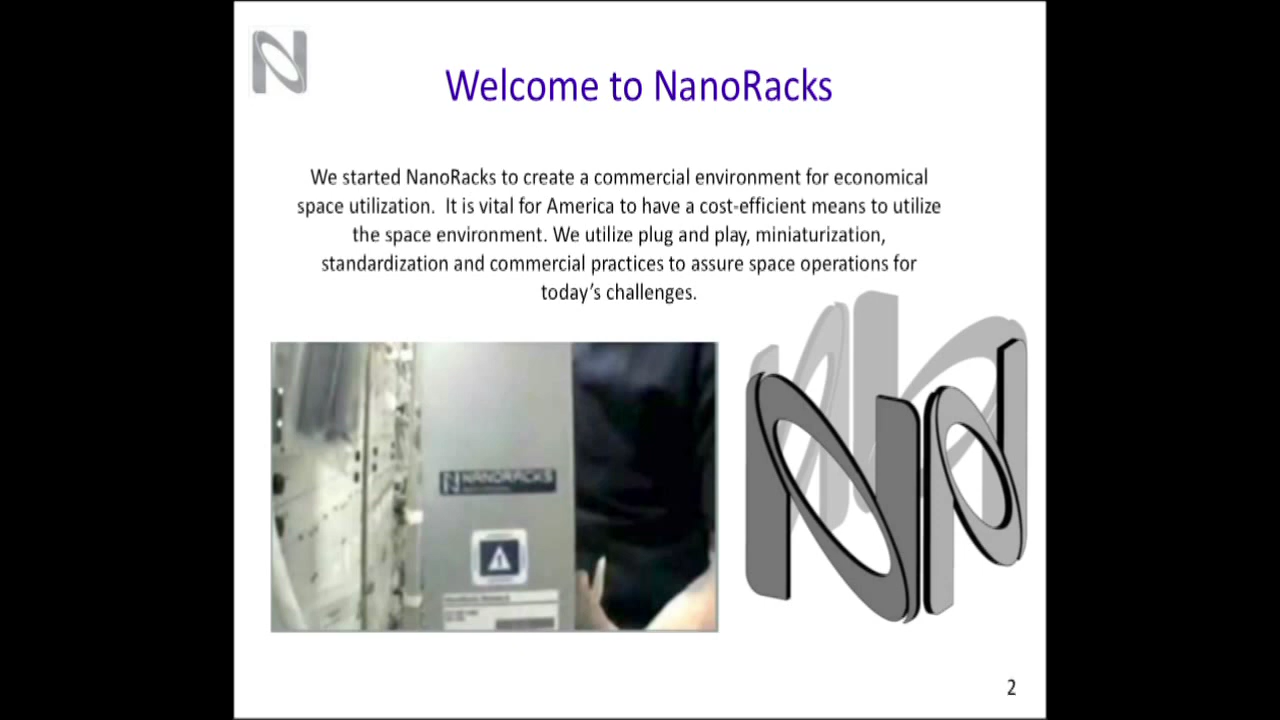 Welcome to NanoRacks
We started NanoRacks to create a commercial environment for economical
space utilization.  It is vital for America to have a cost-efficient means to utilize
the space environment. We utilize plug and play, miniaturization,
standardization and commercial practices to assure space operations for
today’s challenges.
NANORACKS
2